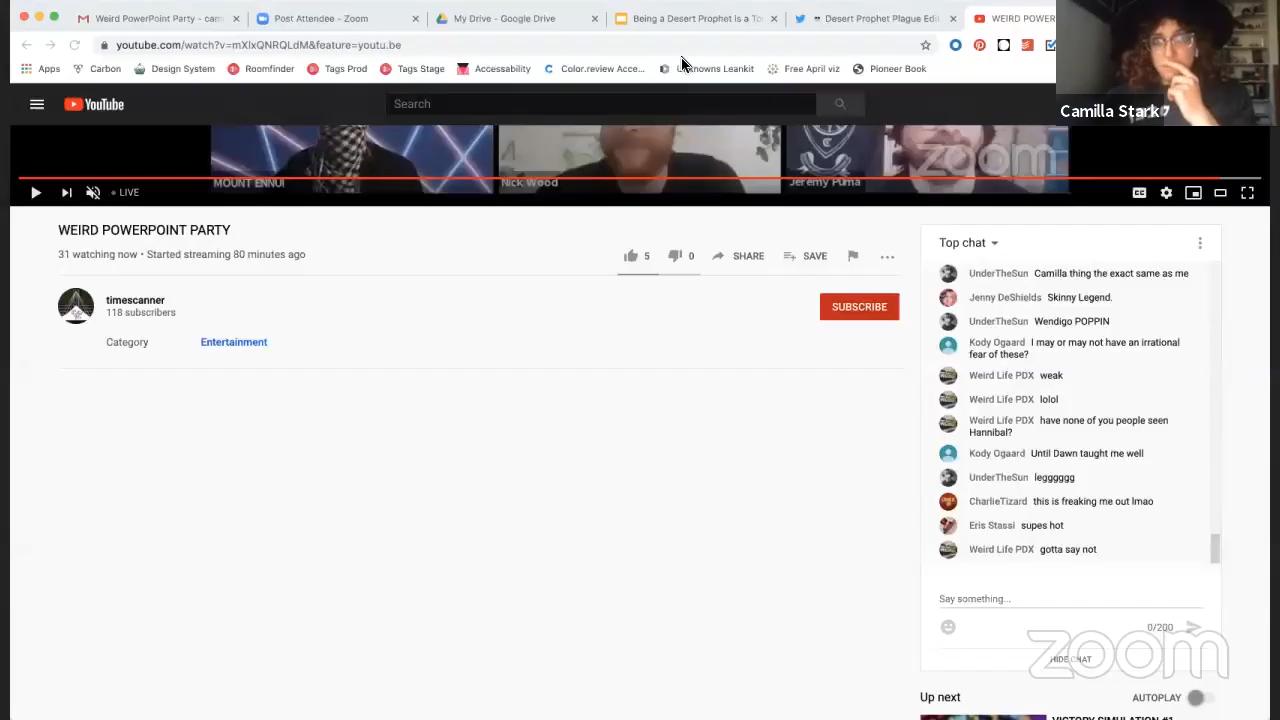 Weird PowerPoint Party - cam
Post Attendee - Zoom
My Drive - Google Drive
Being a Desert Prophet is a To
Desert Prophet Plague Edi
WEIRD POWER
youtube.com/watch?v=mXlxQNRQLdM&feature=youtu.be
Apps
Carbon
Design System
Roomfinder
Tags Prod
Tags Stage
Accessability
Color.review Acce...
Unknowns Leankit
Free April viz
Pioneer Book
Camilla Stark
YouTube
Search
MOUNT ENNUI
Nick Wood
Jeremy Puma
zoom
LIVE
WEIRD POWERPOINT PARTY
31 watching now • Started streaming 80 minutes ago
5
0
SHARE
SAVE
timescanner
118 subscribers
SUBSCRIBE
Category
Entertainment
Top chat
UnderTheSun Camilla thing the exact same as me
Jenny DeShields Skinny Legend.
UnderTheSun Wendigo POPPIN
Kody Ogaard I may or may not have an irrational
fear of these?
Weird Life PDX weak
Weird Life PDX lolol
Weird Life PDX have none of you people seen
Hannibal?
Kody Ogaard Until Dawn taught me well
UnderTheSun legggggg
CharlieTizard this is freaking me out lmao
Eris Stassi supes hot
Weird Life PDX gotta say not
Say something...
0/200
HIDE CHAT
zoom
Up next
AUTOPLAY
VICTORY SIMULATION #1